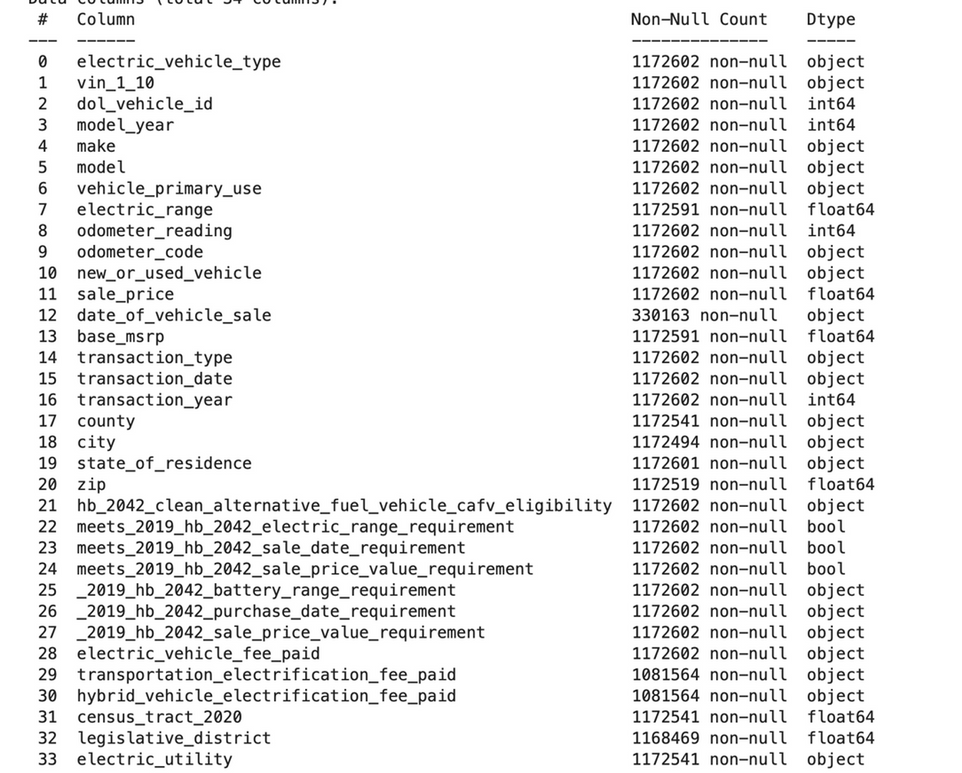 Data columns (total 34 columns):
#   Column   Non-Null Count   Dtype
---  ------  --------------  -----
0   electric_vehicle_type   1172602 non-null   object
1   vin_1_10   1172602 non-null   object
2   dol_vehicle_id   1172602 non-null   int64
3   model_year   1172602 non-null   int64
4   make   1172602 non-null   object
5   model   1172602 non-null   object
6   vehicle_primary_use   1172602 non-null   object
7   electric_range   1172591 non-null   float64
8   odometer_reading   1172602 non-null   int64
9   odometer_code   1172602 non-null   object
10   new_or_used_vehicle   1172602 non-null   object
11   sale_price   1172602 non-null   float64
12   date_of_vehicle_sale   330163 non-null   object
13   base_msrp   1172591 non-null   float64
14   transaction_type   1172602 non-null   object
15   transaction_date   1172602 non-null   object
16   transaction_year   1172602 non-null   int64
17   county   1172541 non-null   object
18   city   1172494 non-null   object
19   state_of_residence   1172601 non-null   object
20   zip   1172519 non-null   float64
21   hb_2042_clean_alternative_fuel_vehicle_cafv_eligibility   1172602 non-null   object
22   meets_2019_hb_2042_electric_range_requirement   1172602 non-null   bool
23   meets_2019_hb_2042_sale_date_requirement   1172602 non-null   bool
24   meets_2019_hb_2042_sale_price_value_requirement   1172602 non-null   bool
25   _2019_hb_2042_battery_range_requirement   1172602 non-null   object
26   _2019_hb_2042_purchase_date_requirement   1172602 non-null   object
27   _2019_hb_2042_sale_price_value_requirement   1172602 non-null   object
28   electric_vehicle_fee_paid   1172602 non-null   object
29   transportation_electrification_fee_paid   1081564 non-null   object
30   hybrid_vehicle_electrification_fee_paid   1081564 non-null   object
31   census_tract_2020   1172541 non-null   float64
32   legislative_district   1168469 non-null   float64
33   electric_utility   1172541 non-null   object